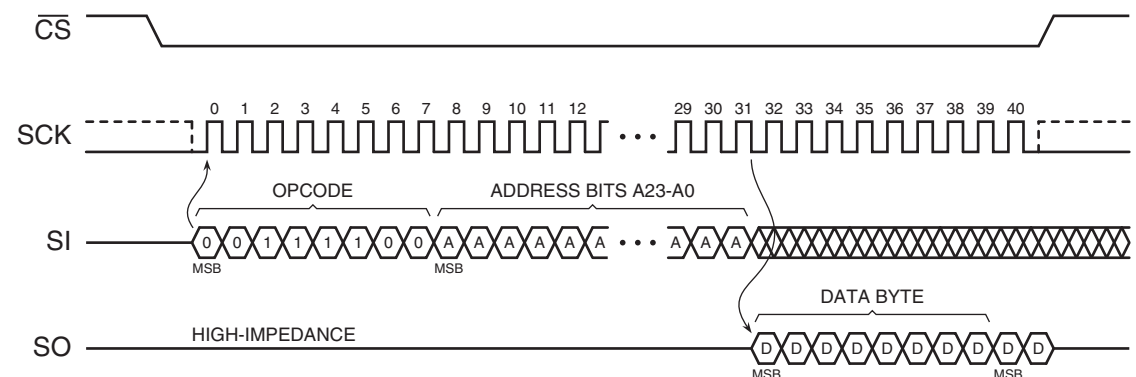 C̅S̅
0 1 2 3 4 5 6 7 8 9 10 11 12 29 30 31 32 33 34 35 36 37 38 39 40
SCK
OPCODE ADDRESS BITS A23-A0
SI 0 0 1 1 1 1 0 0 A A A A A A A A A
MSB MSB
DATA BYTE
HIGH-IMPEDANCE
SO D D D D D D D D D D
MSB MSB